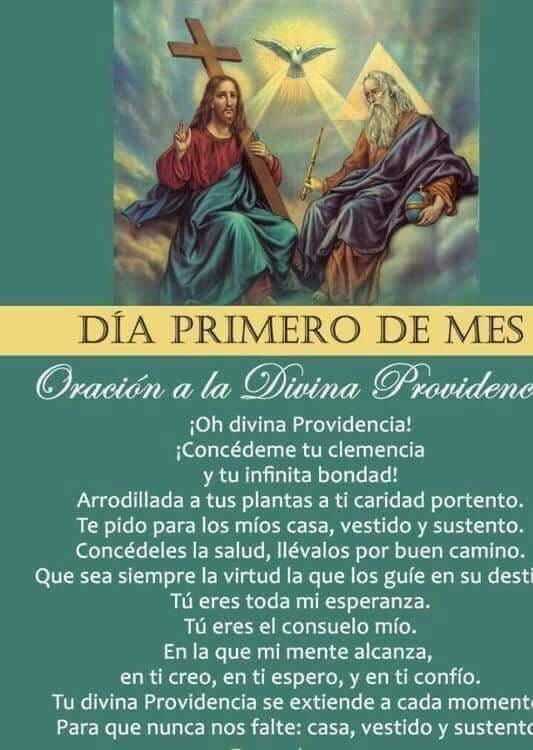 DÍA PRIMERO DE MES
Oración a la Divina Providenc
¡Oh divina Providencia!
¡Concédeme tu clemencia
y tu infinita bondad!
Arrodillada a tus plantas a ti caridad portento.
Te pido para los míos casa, vestido y sustento.
Concédeles la salud, llévalos por buen camino.
Que sea siempre la virtud la que los guíe en su desti
Tú eres toda mi esperanza.
Tú eres el consuelo mío.
En la que mi mente alcanza,
en ti creo, en ti espero, y en ti confío.
Tu divina Providencia se extiende a cada moment
Para que nunca nos falte: casa, vestido y sustent